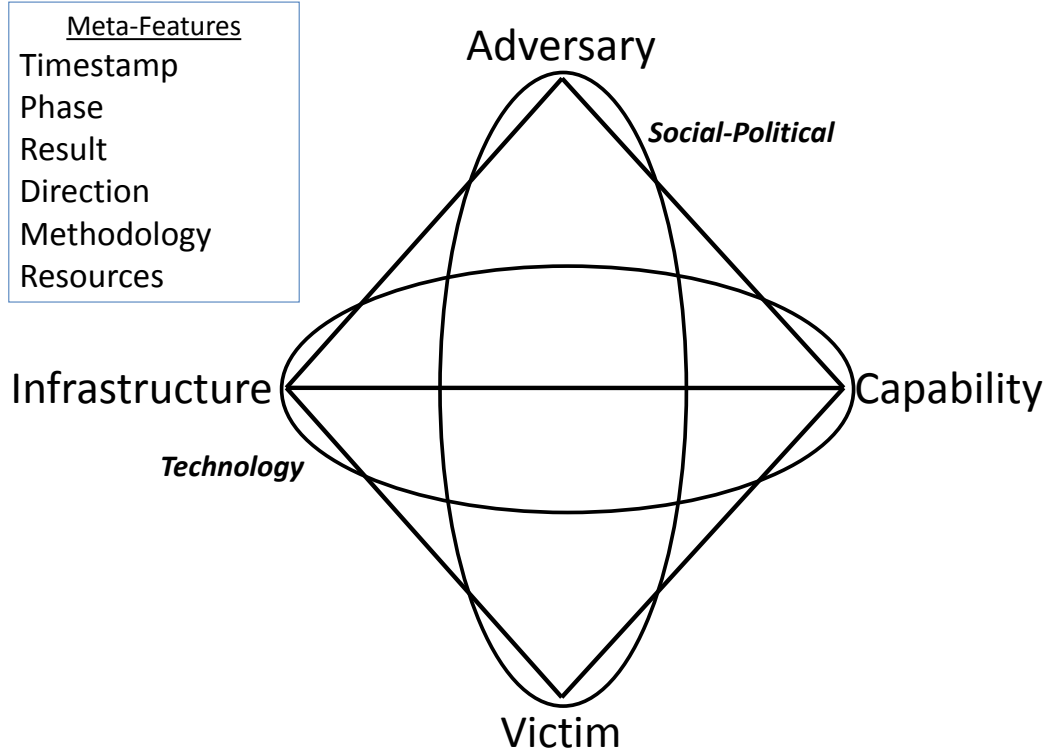 Meta-Features
Timestamp
Phase
Result
Direction
Methodology
Resources
Adversary
Social-Political
Infrastructure
Capability
Technology
Victim